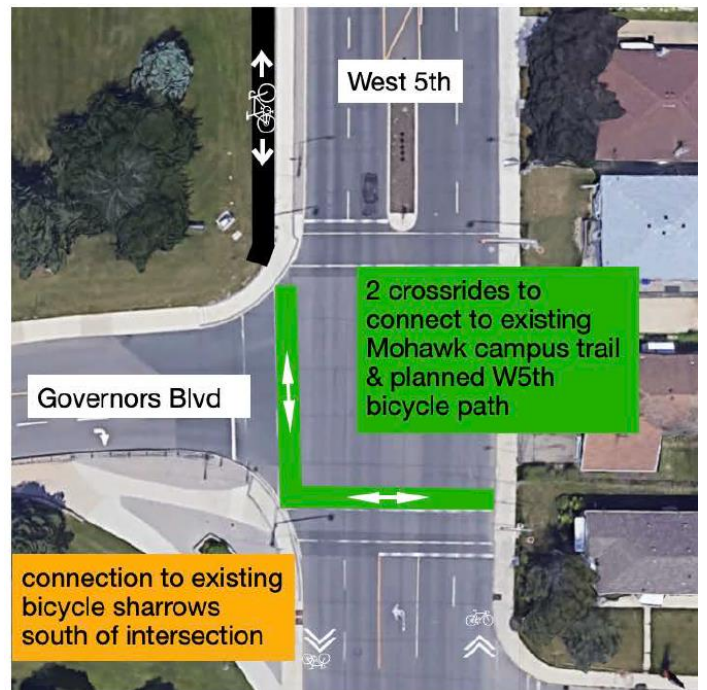 West 5th
2 crossrides to
connect to existing
Mohawk campus trail
& planned W5th
bicycle path
Governors Blvd
connection to existing
bicycle sharrows
south of intersection